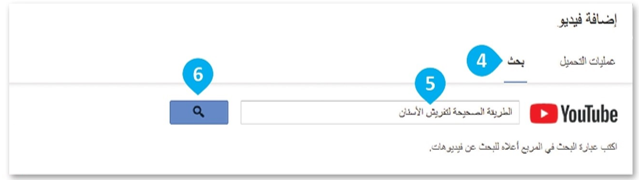 إضافة فيديو
عمليات التحميل بحث 4
YouTube الطريقة الصحيحة لتفريش الأسنان 5 6
اكتب عبارة البحث في المربع أعلاه للبحث عن فيديوهات.